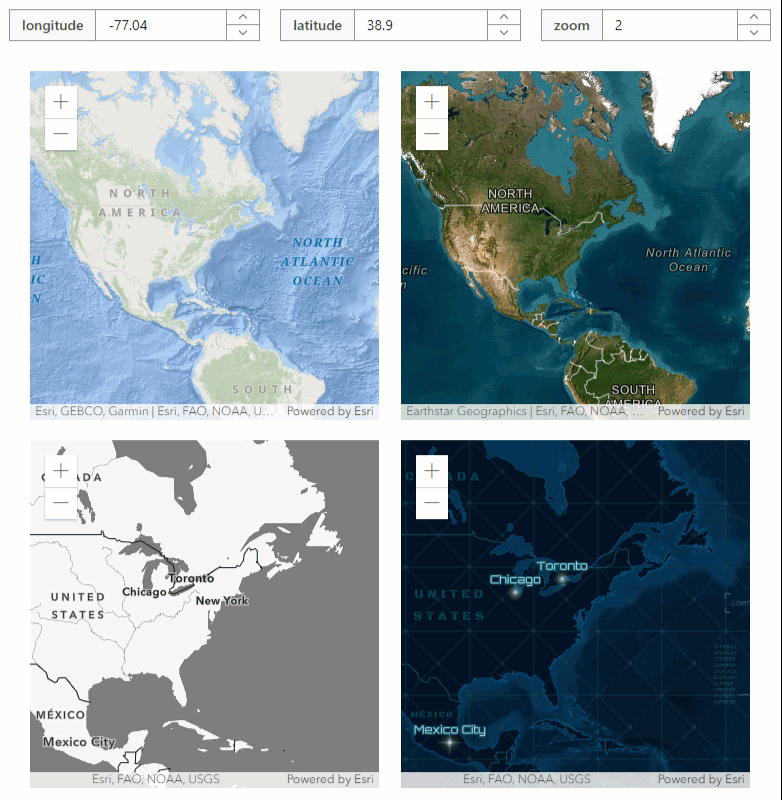 longitude -77.04 latitude 38.9 zoom 2
NORTH
AMERICA
NORTH
ATLANTIC
OCEAN
H
IC
N
SOUTH
Esri, GEBCO, Garmin | Esri, FAO, NOAA, U... Powered by Esri
NORTH
AMERICA
North Atlantic
Ocean
cific
n
SOUTH
AMERICA
Earthstar Geographics | Esri, FAO, NOAA, ... Powered by Esri
ADA
Toronto
Chicago
UNITED
New York
STATES
MÉXICO
Mexico City
Esri, FAO, NOAA, USGS Powered by Esri
ADA
Toronto
Chicago
UNITED
STATES
MÉXICO
Mexico City
Esri, FAO, NOAA, USGS Powered by Esri